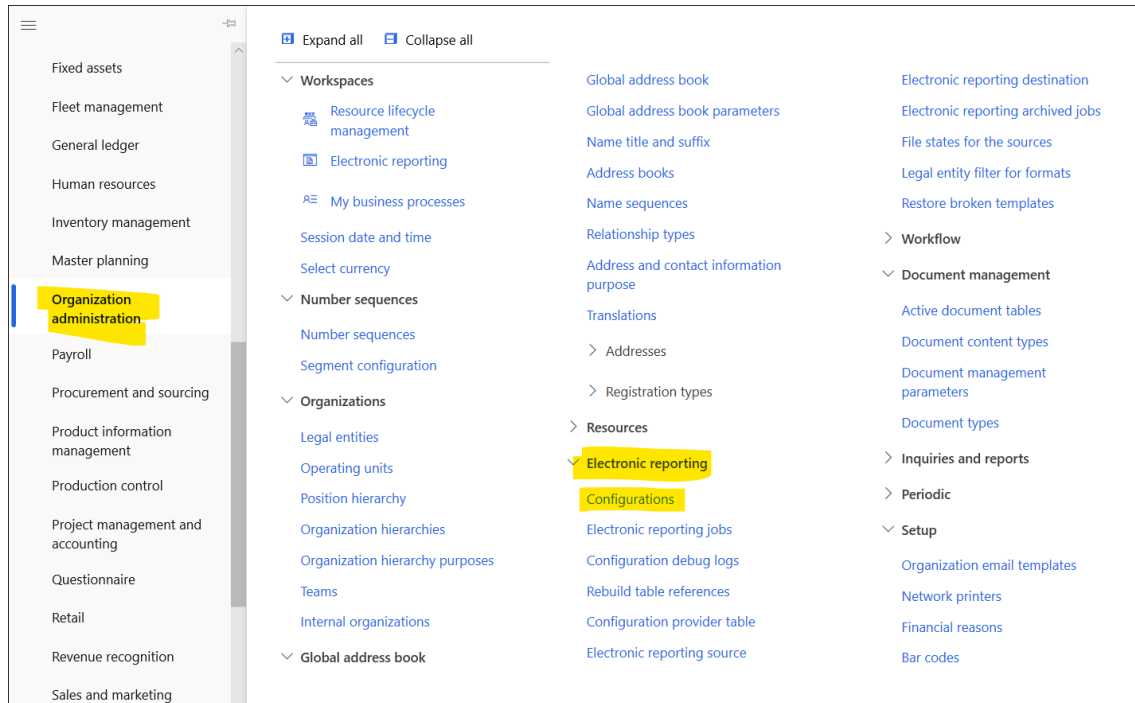 Fixed assets
Fleet management
General ledger
Human resources
Inventory management
Master planning
Organization
administration
Payroll
Procurement and sourcing
Product information
management
Production control
Project management and
accounting
Questionnaire
Retail
Revenue recognition
Sales and marketing
Expand all
Collapse all
Workspaces
Resource lifecycle
management
Electronic reporting
My business processes
Session date and time
Select currency
Number sequences
Number sequences
Segment configuration
Organizations
Legal entities
Operating units
Position hierarchy
Organization hierarchies
Organization hierarchy purposes
Teams
Internal organizations
Global address book
Global address book
Global address book parameters
Name title and suffix
Address books
Name sequences
Relationship types
Address and contact information
purpose
Translations
Addresses
Registration types
Resources
Electronic reporting
Configurations
Electronic reporting jobs
Configuration debug logs
Rebuild table references
Configuration provider table
Electronic reporting source
Electronic reporting destination
Electronic reporting archived jobs
File states for the sources
Legal entity filter for formats
Restore broken templates
Workflow
Document management
Active document tables
Document content types
Document management
parameters
Document types
Inquiries and reports
Periodic
Setup
Organization email templates
Network printers
Financial reasons
Bar codes